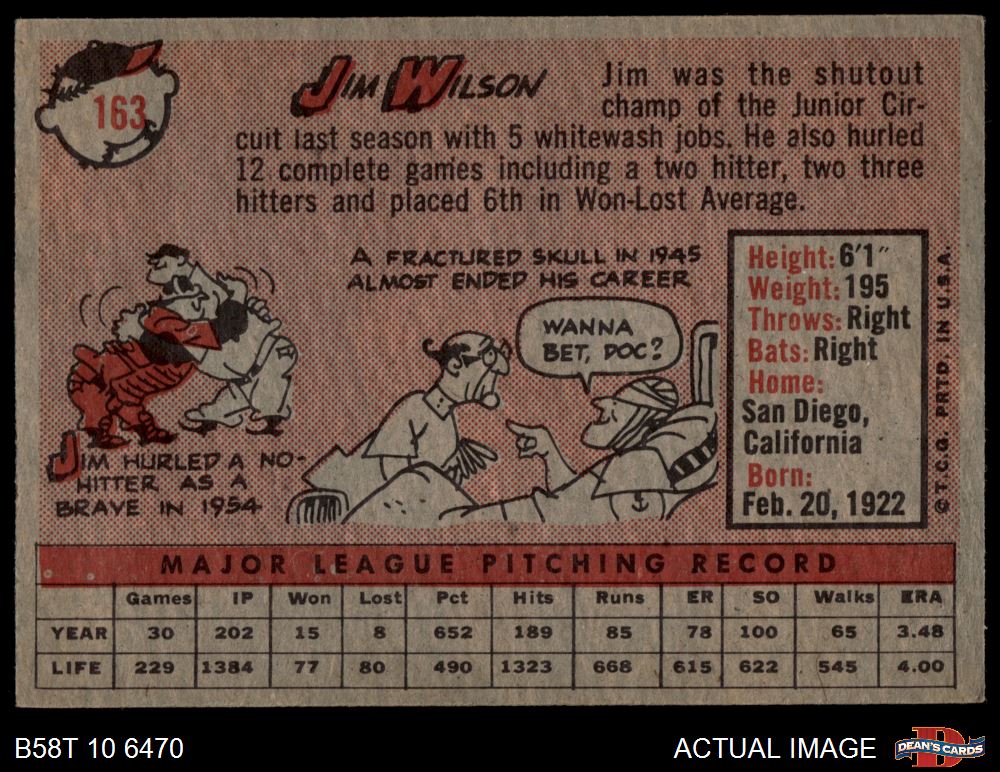 163
JIM WILSON
Jim was the shutout
champ of the Junior Cir-
cuit last season with 5 whitewash jobs. He also hurled
12 complete games including a two hitter, two three
hitters and placed 6th in Won-Lost Average.
A FRACTURED SKULL IN 1945
ALMOST ENDED HIS CAREER
WANNA
BET, DOC?
JIM HURLED A NO-
HITTER AS A
BRAVE IN 1954
Height: 6'1"
Weight: 195
Throws: Right
Bats: Right
Home:
San Diego,
California
Born:
Feb. 20, 1922
© T.C.G. PRTD. IN U.S.A.
MAJOR LEAGUE PITCHING RECORD
Games IP Won Lost Pct Hits Runs ER SO Walks ERA
YEAR 30 202 15 8 652 189 85 78 100 65 3.48
LIFE 229 1384 77 80 490 1323 668 615 622 545 4.00
B58T 10 6470
ACTUAL IMAGE
D
DEAN'S CARDS